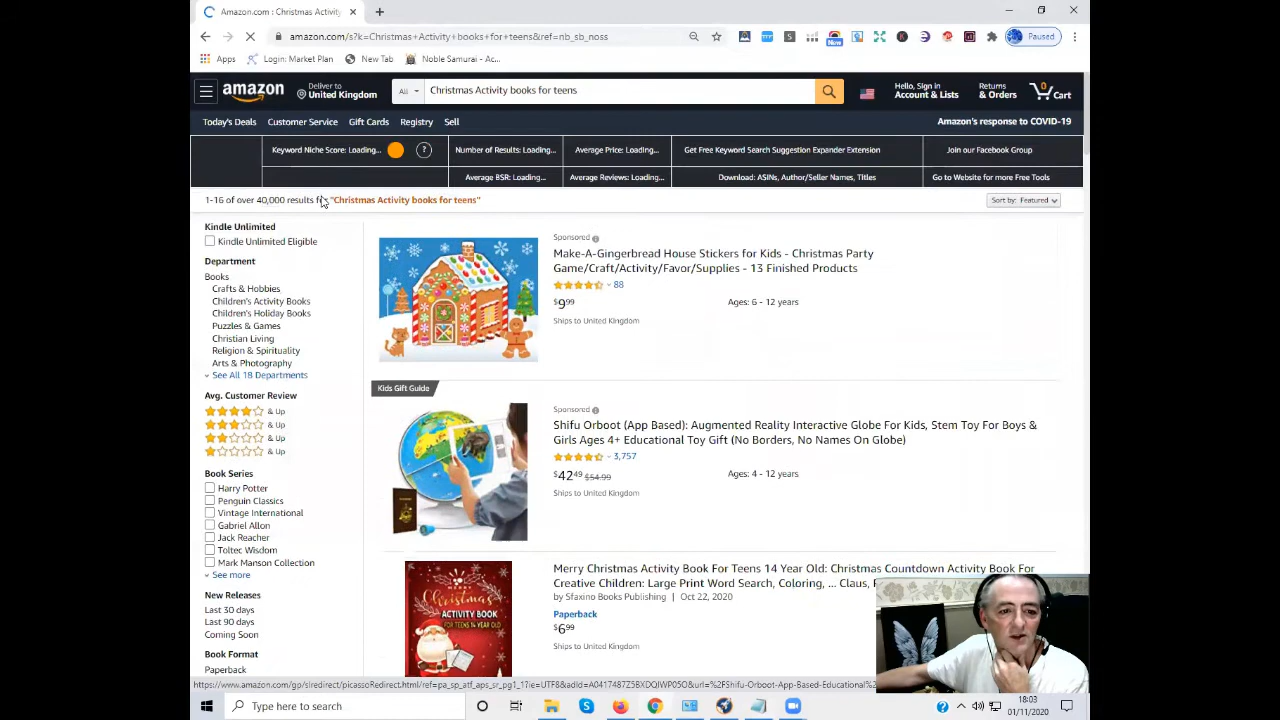 Amazon.com : Christmas Activity
amazon.com/s?k=Christmas+Activity+books+for+teens&ref=nb_sb_noss
New
Paused
Apps
Login: Market Plan
New Tab
Noble Samurai - Ac...
amazon
Deliver to
United Kingdom
All
Christmas Activity books for teens
Hello, Sign in
Account & Lists
Returns
& Orders
0
Cart
Today's Deals
Customer Service
Gift Cards
Registry
Sell
Amazon's response to COVID-19
Keyword Niche Score: Loading...
?
Number of Results: Loading...
Average Price: Loading...
Get Free Keyword Search Suggestion Expander Extension
Join our Facebook Group
Average BSR: Loading...
Average Reviews: Loading...
Download: ASINs, Author/Seller Names, Titles
Go to Website for more Free Tools
1-16 of over 40,000 results for "Christmas Activity books for teens"
Sort by: Featured
Kindle Unlimited
Kindle Unlimited Eligible
Department
Books
Crafts & Hobbies
Children's Activity Books
Children's Holiday Books
Puzzles & Games
Christian Living
Religion & Spirituality
Arts & Photography
See All 18 Departments
Avg. Customer Review
& Up
& Up
& Up
& Up
Book Series
Harry Potter
Penguin Classics
Vintage International
Gabriel Allon
Jack Reacher
Toltec Wisdom
Mark Manson Collection
See more
New Releases
Last 30 days
Last 90 days
Coming Soon
Book Format
Paperback
Sponsored
Make-A-Gingerbread House Stickers for Kids - Christmas Party
Game/Craft/Activity/Favor/Supplies - 13 Finished Products
88
$9.99
Ages: 6 - 12 years
Ships to United Kingdom
Kids Gift Guide
Sponsored
Shifu Orboot (App Based): Augmented Reality Interactive Globe For Kids, Stem Toy For Boys &
Girls Ages 4+ Educational Toy Gift (No Borders, No Names On Globe)
3,757
$42.49 $54.99
Ages: 4 - 12 years
Ships to United Kingdom
Merry Christmas Activity Book For Teens 14 Year Old: Christmas Countdown Activity Book For
Creative Children: Large Print Word Search, Coloring, ... Claus,
by Sfaxino Books Publishing | Oct 22, 2020
Paperback
$6.99
Ships to United Kingdom
MERRY
Christmas
ACTIVITY BOOK
FOR TEENS 14 YEAR OLD
Type here to search
18:03
01/11/2020